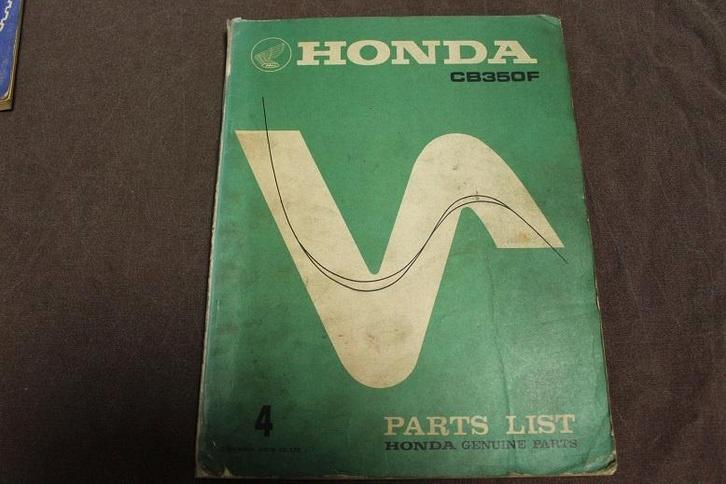 HONDA
CB350F
4
PARTS LIST
HONDA GENUINE PARTS